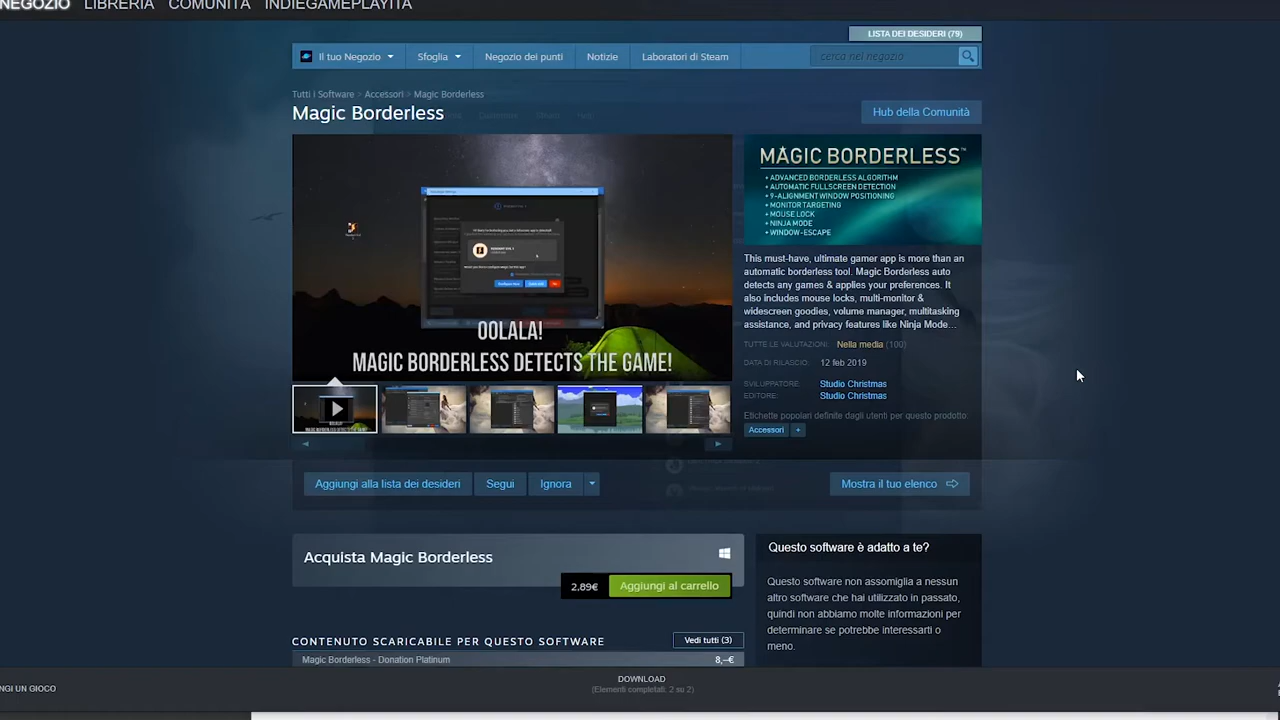 NEGOZIO LIBRERIA COMUNITÀ INDIEGAMEPLAYITA
LISTA DEI DESIDERI (79)
Il tuo Negozio Sfoglia Negozio dei punti Notizie Laboratori di Steam cerca nel negozio
Tutti i Software > Accessori > Magic Borderless
Magic Borderless
Hub della Comunità
OOLALA!
MAGIC BORDERLESS DETECTS THE GAME!
MAGIC BORDERLESS™
+ ADVANCED BORDERLESS ALGORITHM
+ AUTOMATIC FULLSCREEN DETECTION
+ 9-ALIGNMENT WINDOW POSITIONING
+ MONITOR TARGETING
+ MOUSE LOCK
+ NINJA MODE
+ WINDOW-ESCAPE
This must-have, ultimate gamer app is more than an
automatic borderless tool. Magic Borderless auto
detects any games & applies your preferences. It
also includes mouse locks, multi-monitor &
widescreen goodies, volume manager, multitasking
assistance, and privacy features like Ninja Mode...
TUTTE LE VALUTAZIONI: Nella media (100)
DATA DI RILASCIO: 12 feb 2019
SVILUPPATORE: Studio Christmas
EDITORE: Studio Christmas
Etichette popolari definite dagli utenti per questo prodotto:
Accessori +
Aggiungi alla lista dei desideri Segui Ignora Mostra il tuo elenco
Acquista Magic Borderless
2,89€ Aggiungi al carrello
Questo software è adatto a te?
Questo software non assomiglia a nessun
altro software che hai utilizzato in passato,
quindi non abbiamo molte informazioni per
determinare se potrebbe interessarti o
meno.
CONTENUTO SCARICABILE PER QUESTO SOFTWARE Vedi tutti (3)
Magic Borderless - Donation Platinum 8,--€
NGI UN GIOCO
DOWNLOAD
(Elementi completati: 2 su 2)